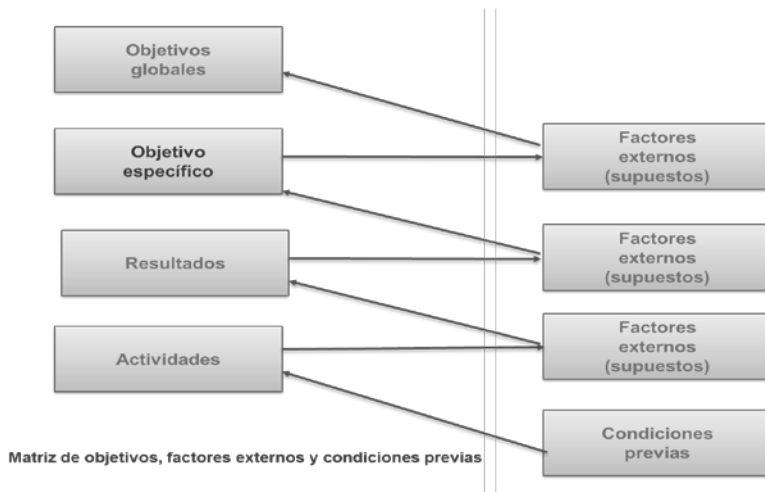 Objetivos
globales
Factores
externos
(supuestos)
Objetivo
específico
Factores
externos
(supuestos)
Resultados
Factores
externos
(supuestos)
Actividades
Condiciones
previas
Matriz de objetivos, factores externos y condiciones previas